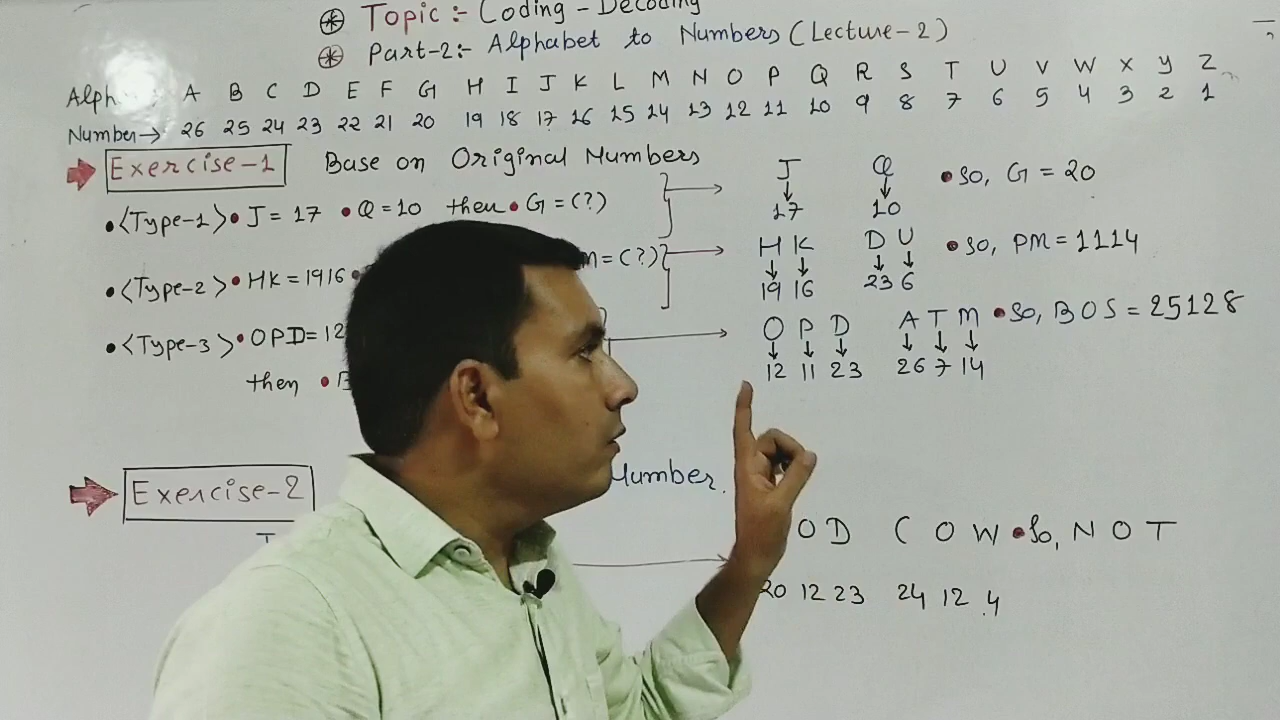 Topic :- Coding - Decoding
Part-2:- Alphabet to Numbers (Lecture-2)
Alph : A B C D E F G H I J K L M N O P Q R S T U V W X Y Z
Number→ 26 25 24 23 22 21 20 19 18 17 16 15 14 13 12 11 10 9 8 7 6 5 4 3 2 1
Exercise-1 Base on Original Numbers
•<Type-1>• J = 17 • Q = 10 then • G = (?)
J Q • So, G = 20
↓ ↓
17 10
•<Type-2>• HK = 1916 • M = (?)
H K D U • So, PM = 1114
↓ ↓ ↓ ↓
19 16 23 6
•<Type-3>• OPD = 12
then •
O P D A T M • So, BOS = 25128
↓ ↓ ↓ ↓ ↓ ↓
12 11 23 26 7 14
Exercise-2 Number.
O D C O W • So, N O T
20 12 23 24 12 4